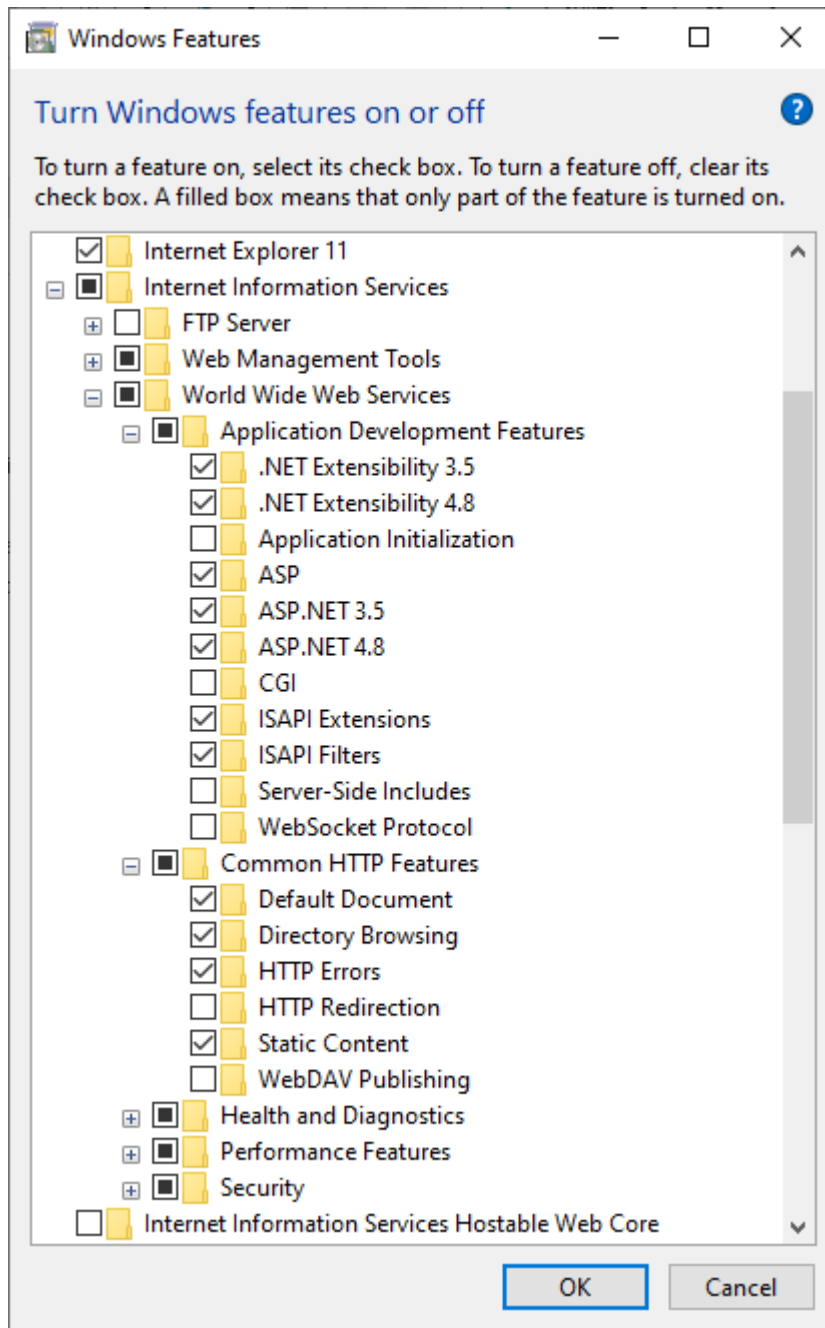 Windows Features
Turn Windows features on or off
To turn a feature on, select its check box. To turn a feature off, clear its
check box. A filled box means that only part of the feature is turned on.
Internet Explorer 11
Internet Information Services
FTP Server
Web Management Tools
World Wide Web Services
Application Development Features
.NET Extensibility 3.5
.NET Extensibility 4.8
Application Initialization
ASP
ASP.NET 3.5
ASP.NET 4.8
CGI
ISAPI Extensions
ISAPI Filters
Server-Side Includes
WebSocket Protocol
Common HTTP Features
Default Document
Directory Browsing
HTTP Errors
HTTP Redirection
Static Content
WebDAV Publishing
Health and Diagnostics
Performance Features
Security
Internet Information Services Hostable Web Core
OK Cancel